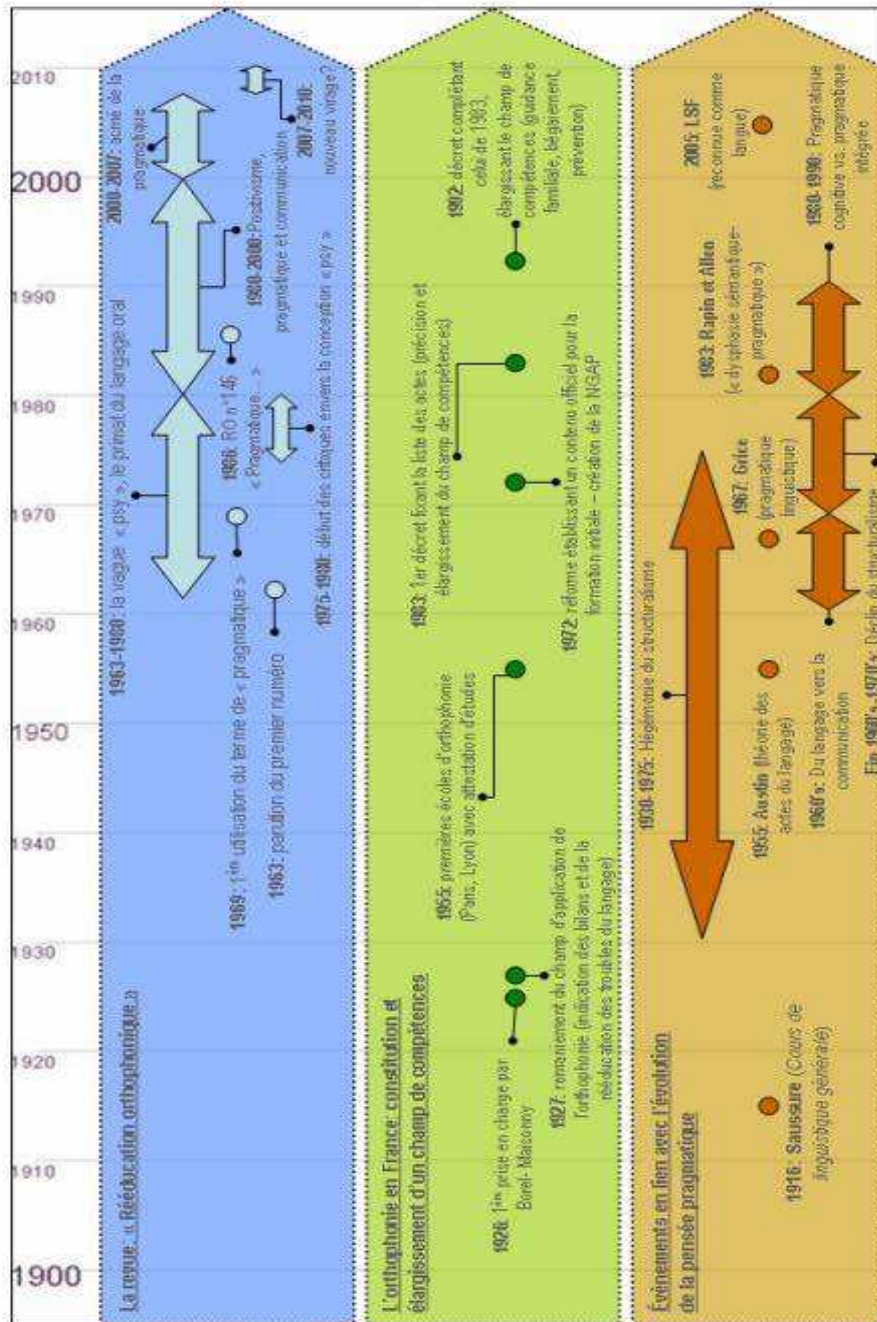 1900
1910
1920
1930
1940
1950
1960
1970
1980
1990
2000
2010
La revue: « Rééducation orthophonique »
1963-1980: la vague « psy », le primat du langage oral
2000-2007: acmé de la
pragmatique
1969: 1ère utilisation du terme de « pragmatique »
1986: RO n°146
« Pragmatique... »
1980-2000: Positivisme,
pragmatique et communication
1963: parution du premier numéro
1975-1980: début des critiques envers la conception « psy »
2007-2010:
nouveau virage?
L'orthophonie en France: constitution et
élargissement d'un champ de compétences
1955: premières écoles d'orthophonie
(Paris, Lyon) avec attestation d'études
1983: 1er décret fixant la liste des actes (précision et
élargissement du champ de compétences)
1992: décret complétant
celui de 1983,
élargissant le champ de
compétences (guidance
familiale, bégaiement,
prévention)
1926: 1ère prise en charge par
Borel-Maisonny
1927: remaniement du champ d'application de
l'orthophonie (indication des bilans et de la
rééducation des troubles du langage)
1972: réforme établissant un contenu officiel pour la
formation initiale – création de la NGAP
Évènements en lien avec l'évolution
de la pensée pragmatique
1930-1975: Hégémonie du structuralisme
1916: Saussure (Cours de
linguistique générale)
1955: Austin (théorie des
actes du langage)
1967: Grice
(pragmatique
linguistique)
1983: Rapin et Allen
(« dysphasie sémantique-
pragmatique »)
2005: LSF
(reconnue comme
langue)
1960's: Du langage vers la
communication
1980-1990: Pragmatique
cognitive vs. pragmatique
intégrée
Fin 1960's, 1970's: Déclin du structuralisme